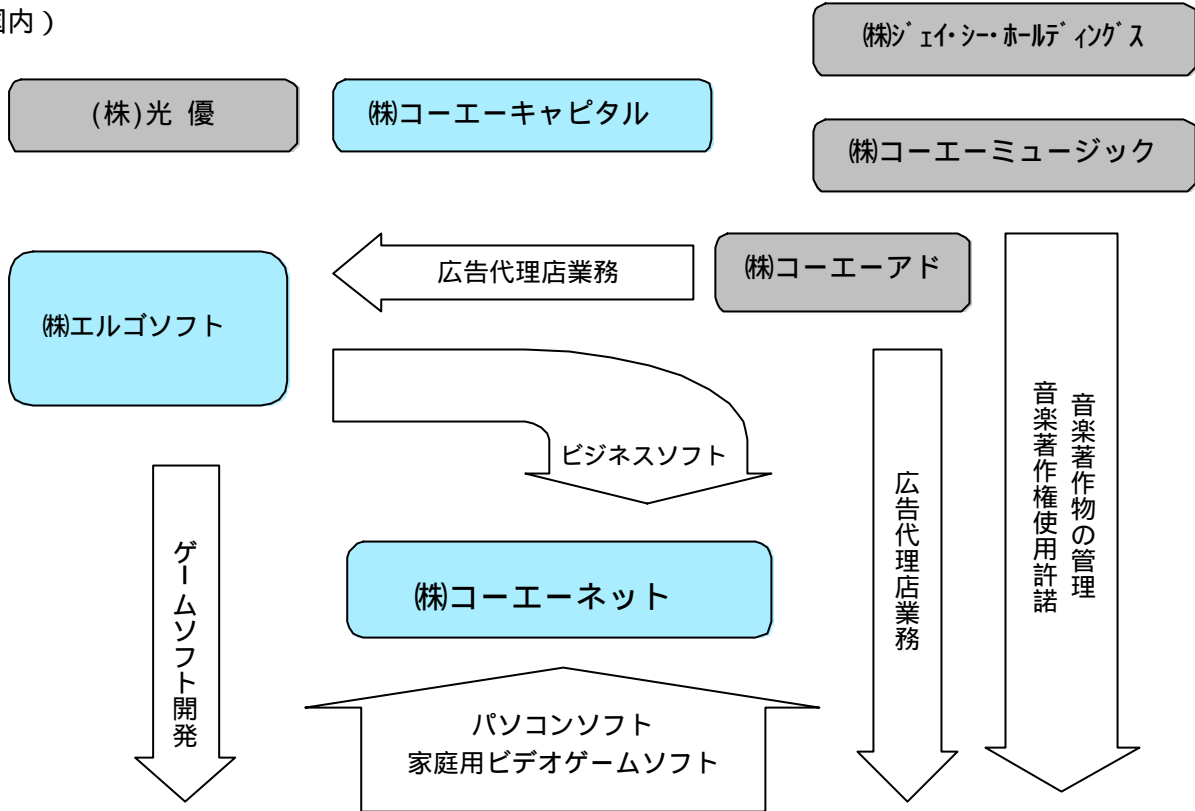 国内）
㈱ｼﾞｪｲ･ｼｰ･ﾎｰﾙﾃﾞｨﾝｸﾞｽ
(株)光 優
㈱コーエーキャピタル
㈱コーエーミュージック
広告代理店業務
㈱コーエーアド
㈱エルゴソフト
ビジネスソフト
音楽著作物の管理
音楽著作権使用許諾
広告代理店業務
ゲームソフト開発
㈱コーエーネット
パソコンソフト
家庭用ビデオゲームソフト